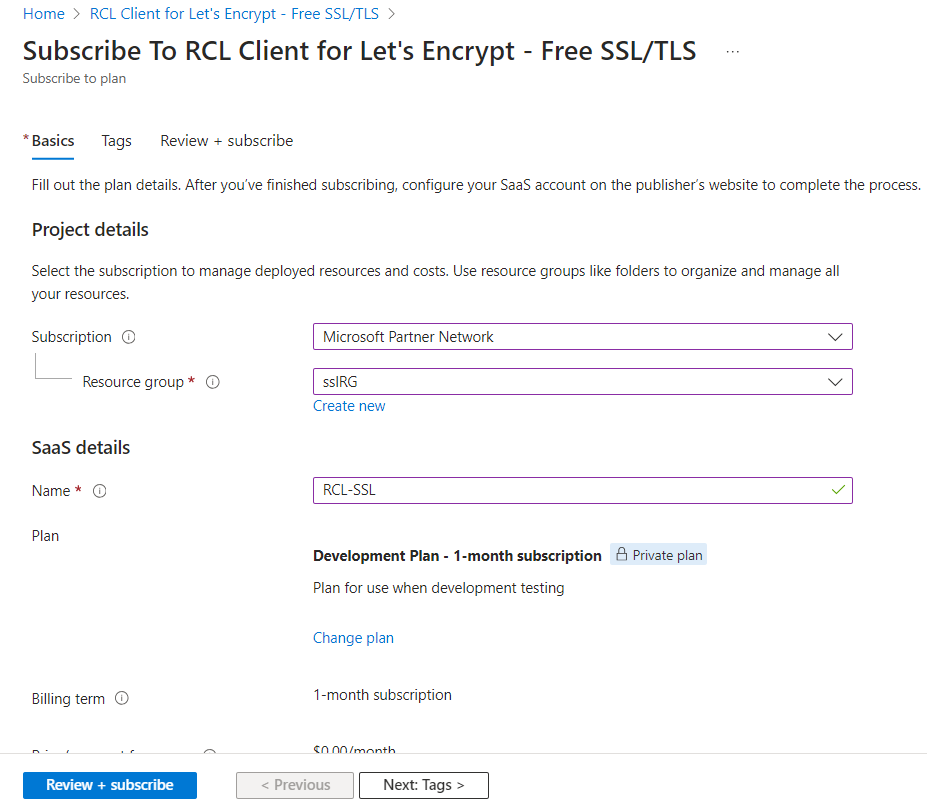 Home > RCL Client for Let's Encrypt - Free SSL/TLS >
Subscribe To RCL Client for Let's Encrypt - Free SSL/TLS ...
Subscribe to plan
* Basics Tags Review + subscribe
Fill out the plan details. After you’ve finished subscribing, configure your SaaS account on the publisher’s website to complete the process.
Project details
Select the subscription to manage deployed resources and costs. Use resource groups like folders to organize and manage all
your resources.
Subscription Microsoft Partner Network
Resource group * sslRG
Create new
SaaS details
Name * RCL-SSL
Plan
Development Plan - 1-month subscription Private plan
Plan for use when development testing
Change plan
Billing term 1-month subscription
$0.00/month
Review + subscribe < Previous Next: Tags >